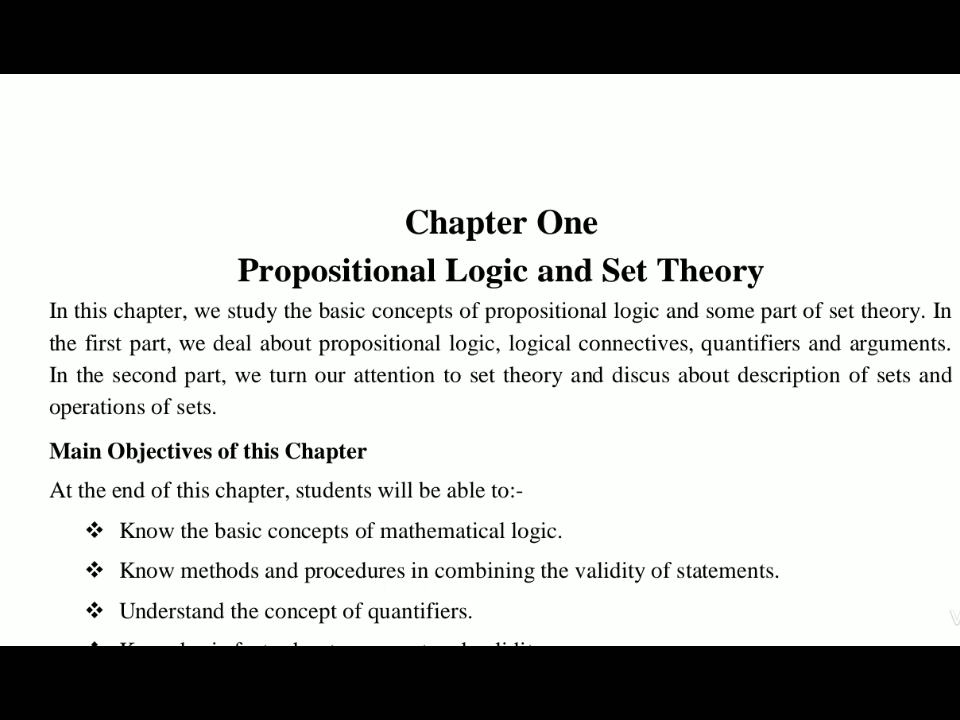 Chapter One
Propositional Logic and Set Theory
In this chapter, we study the basic concepts of propositional logic and some part of set theory. In
the first part, we deal about propositional logic, logical connectives, quantifiers and arguments.
In the second part, we turn our attention to set theory and discus about description of sets and
operations of sets.
Main Objectives of this Chapter
At the end of this chapter, students will be able to:-
❖ Know the basic concepts of mathematical logic.
❖ Know methods and procedures in combining the validity of statements.
❖ Understand the concept of quantifiers.